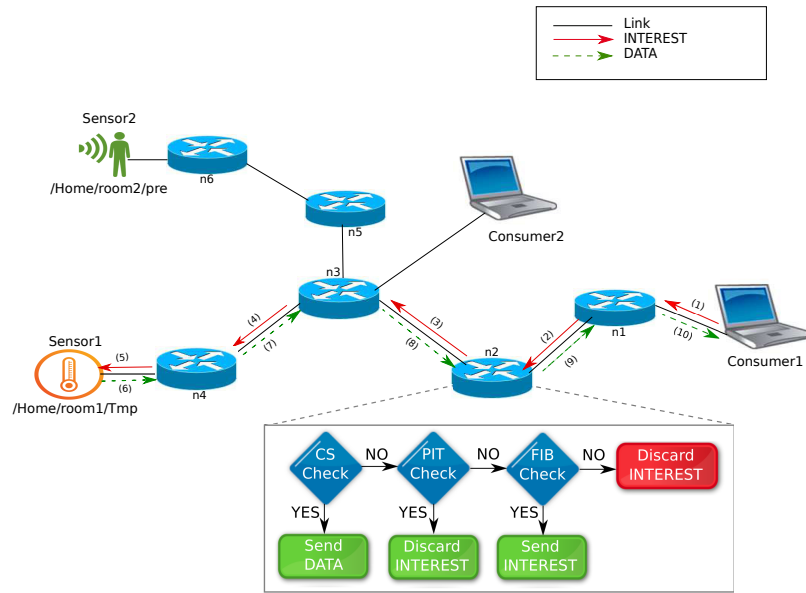 Link
INTEREST
DATA
Sensor2
n6
/Home/room2/pre
n5
Consumer2
n3
(4)
(7)
(3)
(8)
(2)
(9)
(1)
(10)
n1
Consumer1
Sensor1
(5)
(6)
n4
/Home/room1/Tmp
n2
CS
Check
NO
PIT
Check
NO
FIB
Check
NO
Discard
INTEREST
YES
YES
YES
Send
DATA
Discard
INTEREST
Send
INTEREST